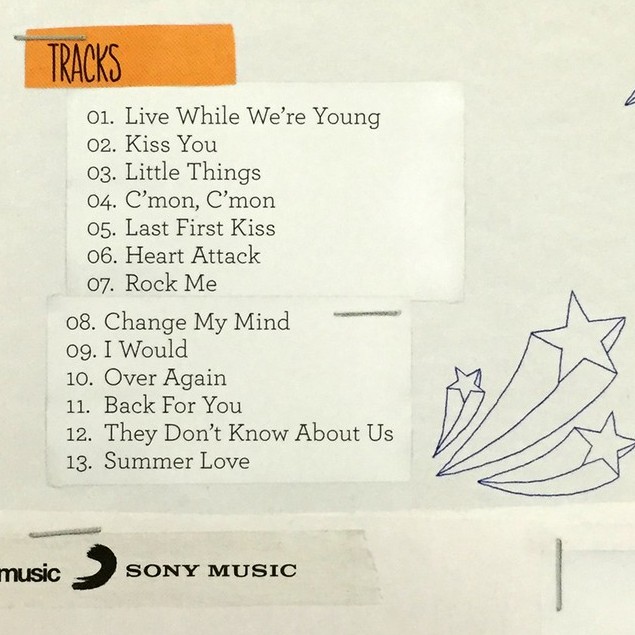 TRACKS
01. Live While We're Young
02. Kiss You
03. Little Things
04. C'mon, C'mon
05. Last First Kiss
06. Heart Attack
07. Rock Me
08. Change My Mind
09. I Would
10. Over Again
11. Back For You
12. They Don't Know About Us
13. Summer Love
music SONY MUSIC